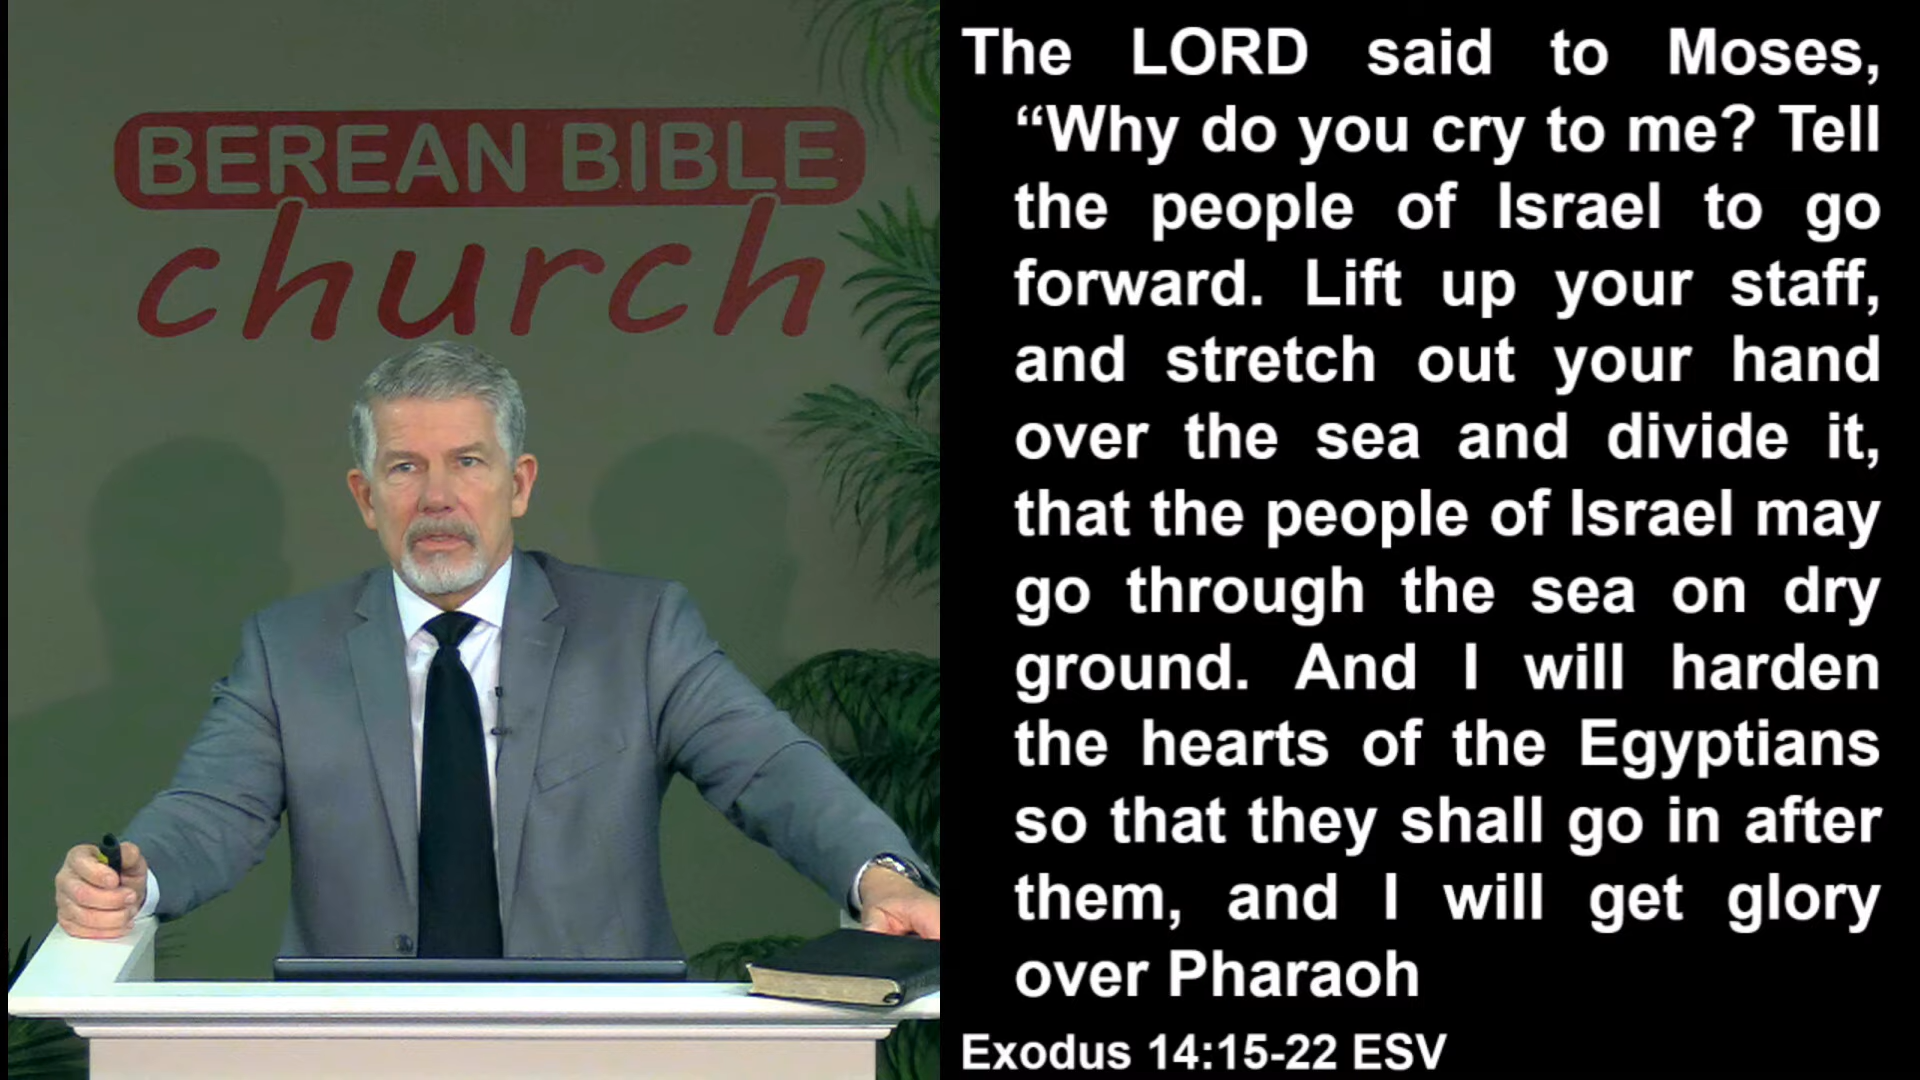 BEREAN BIBLE
church
The LORD said to Moses,
“Why do you cry to me? Tell
the people of Israel to go
forward. Lift up your staff,
and stretch out your hand
over the sea and divide it,
that the people of Israel may
go through the sea on dry
ground. And I will harden
the hearts of the Egyptians
so that they shall go in after
them, and I will get glory
over Pharaoh
Exodus 14:15-22 ESV